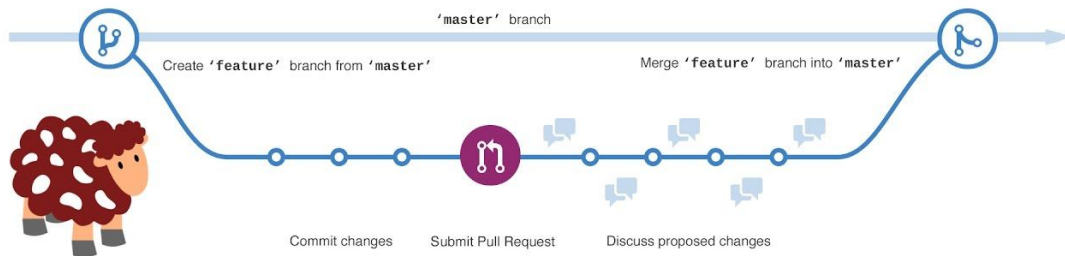 ‘master’ branch
Create ‘feature’ branch from ‘master’
Merge ‘feature’ branch into ‘master’
Commit changes
Submit Pull Request
Discuss proposed changes